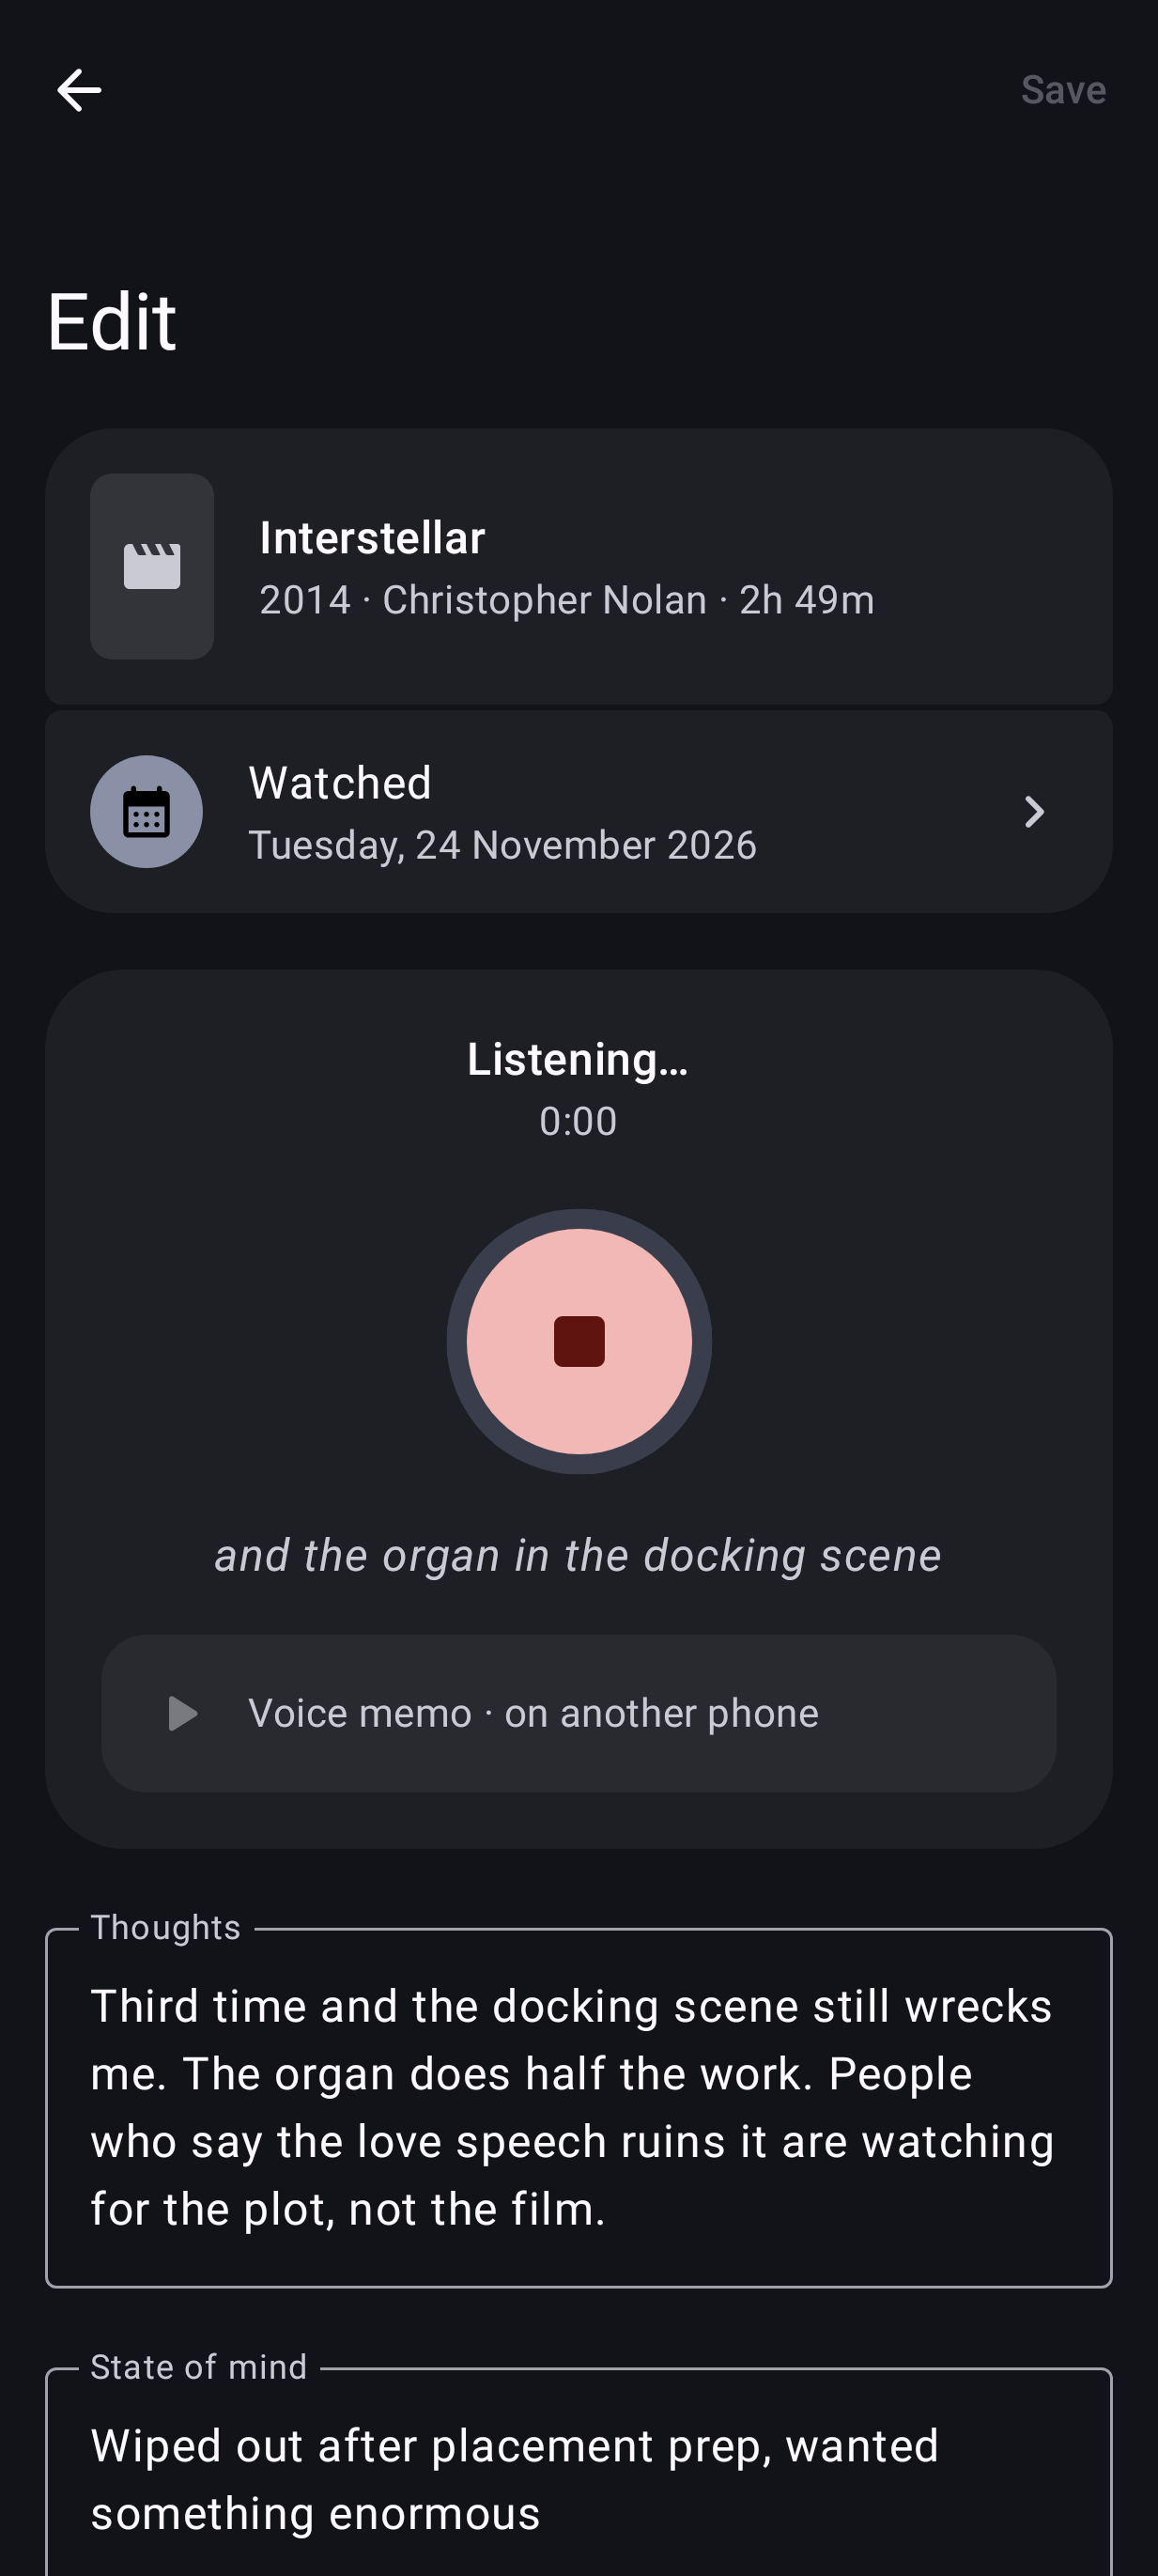 Save
Edit
Interstellar
2014 · Christopher Nolan · 2h 49m
Watched
Tuesday, 24 November 2026
Listening…
0:00
and the organ in the docking scene
Voice memo · on another phone
Thoughts
Third time and the docking scene still wrecks
me. The organ does half the work. People
who say the love speech ruins it are watching
for the plot, not the film.
State of mind
Wiped out after placement prep, wanted
something enormous